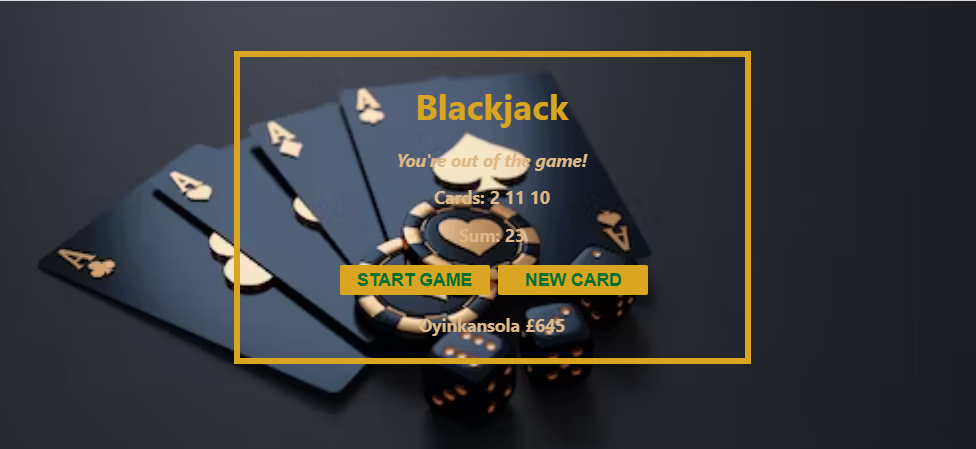 Blackjack
You're out of the game!
Cards: 2 11 10
Sum: 23
START GAME NEW CARD
Oyinkansola £645
A
A
A
A
A